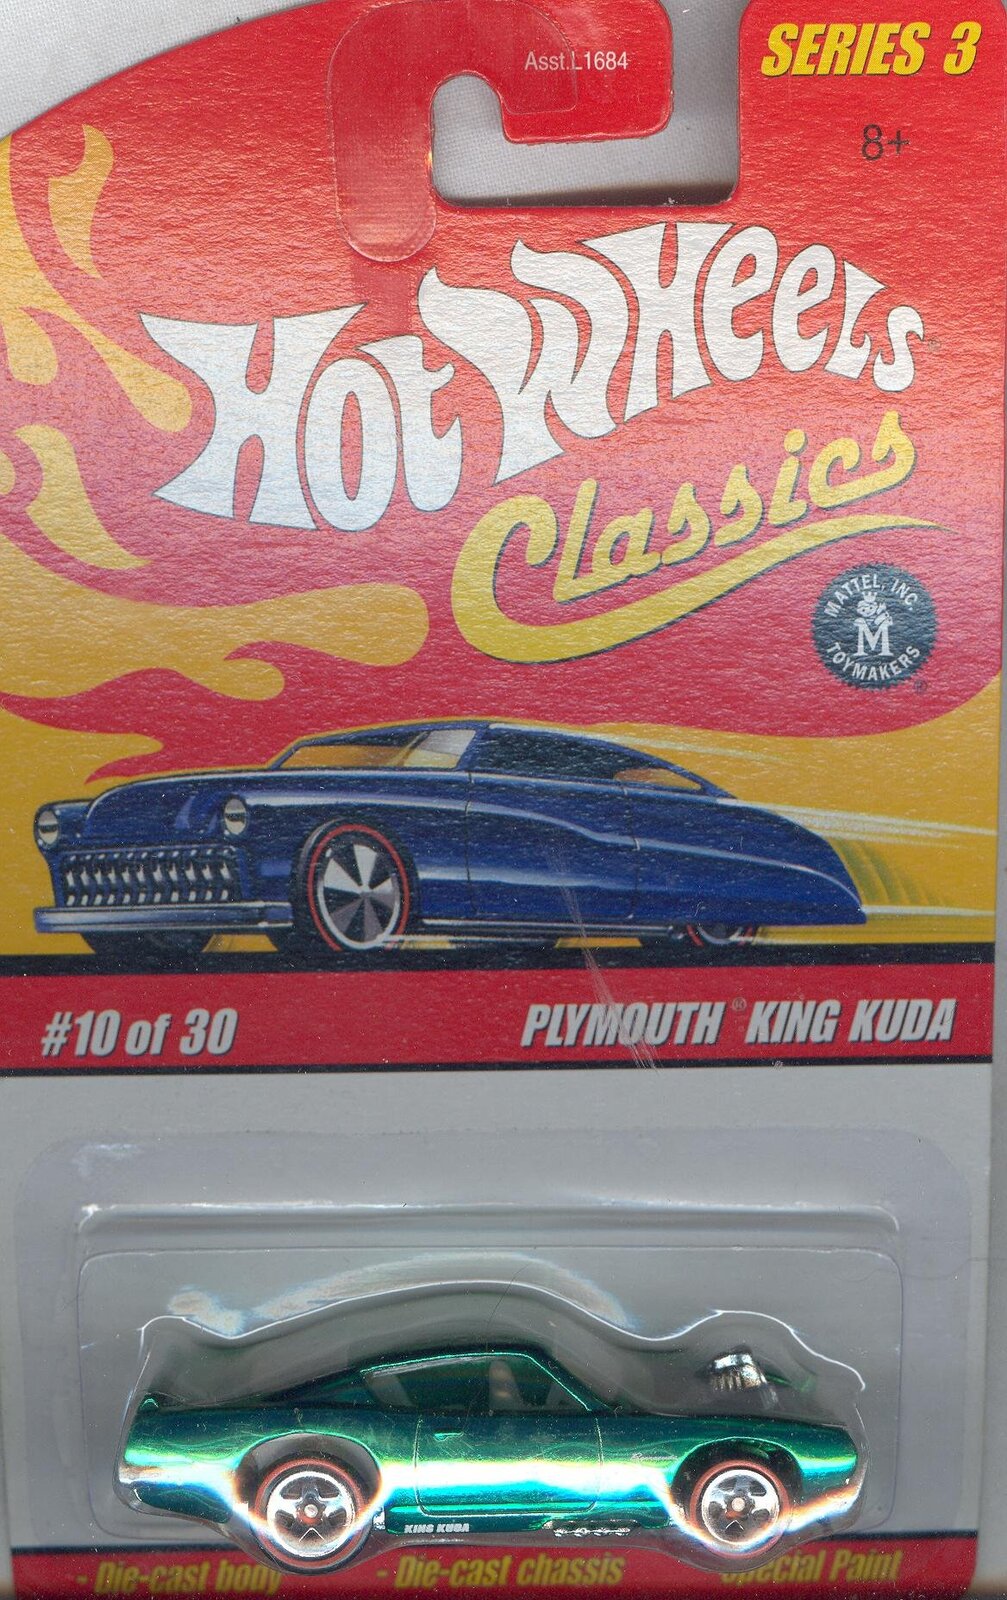 Asst.L1684
SERIES 3
8+
Hot Wheels®
Classics
MATTEL, INC
M
TOYMAKERS
®
#10 of 30
PLYMOUTH® KING KUDA
KING KUDA
- Die-cast body - Die-cast chassis Special Paint